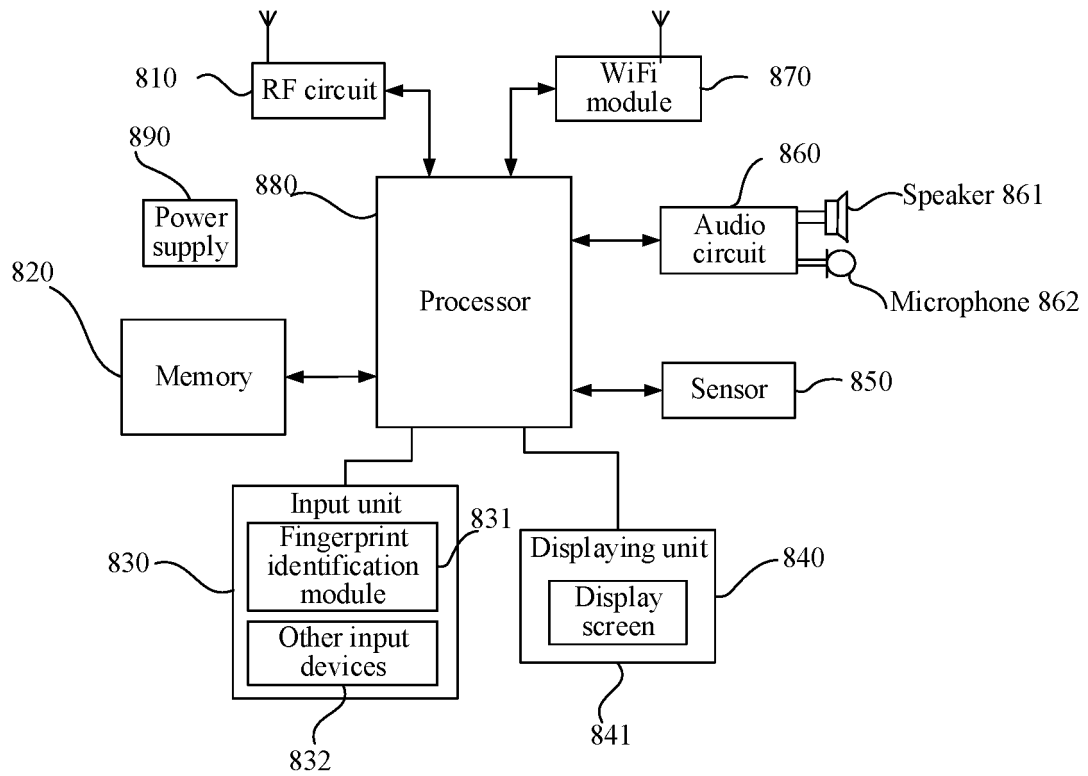 810
RF circuit
WiFi
module
870
890
Power
supply
880
860
Audio
circuit
Speaker 861
Microphone 862
Processor
820
Memory
Sensor
850
Input unit
831
Fingerprint
identification
module
830
Other input
devices
832
Displaying unit
840
Display
screen
841